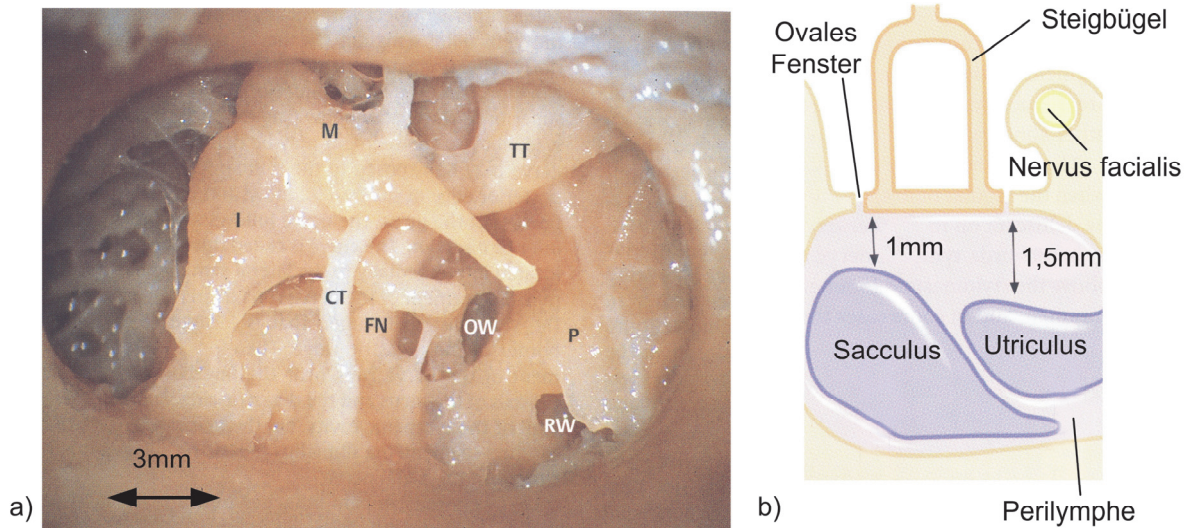 M
TT
I
CT
FN
OW
P
RW
3mm
a)
Steigbügel
Ovales
Fenster
Nervus facialis
1mm
1,5mm
Sacculus
Utriculus
Perilymphe
b)